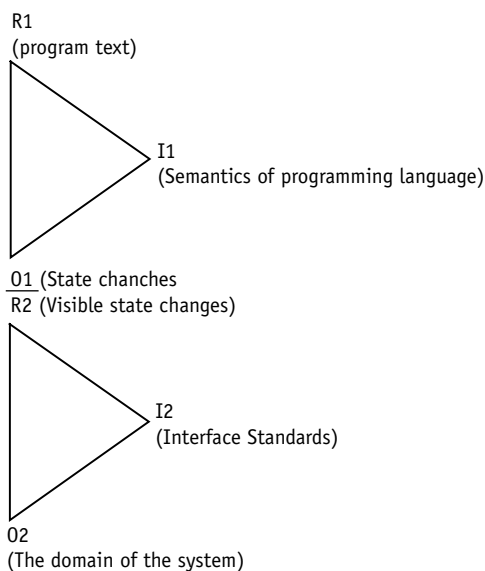 R1
(program text)
I1
(Semantics of programming language)
O1 (State chanches
R2 (Visible state changes)
I2
(Interface Standards)
O2
(The domain of the system)